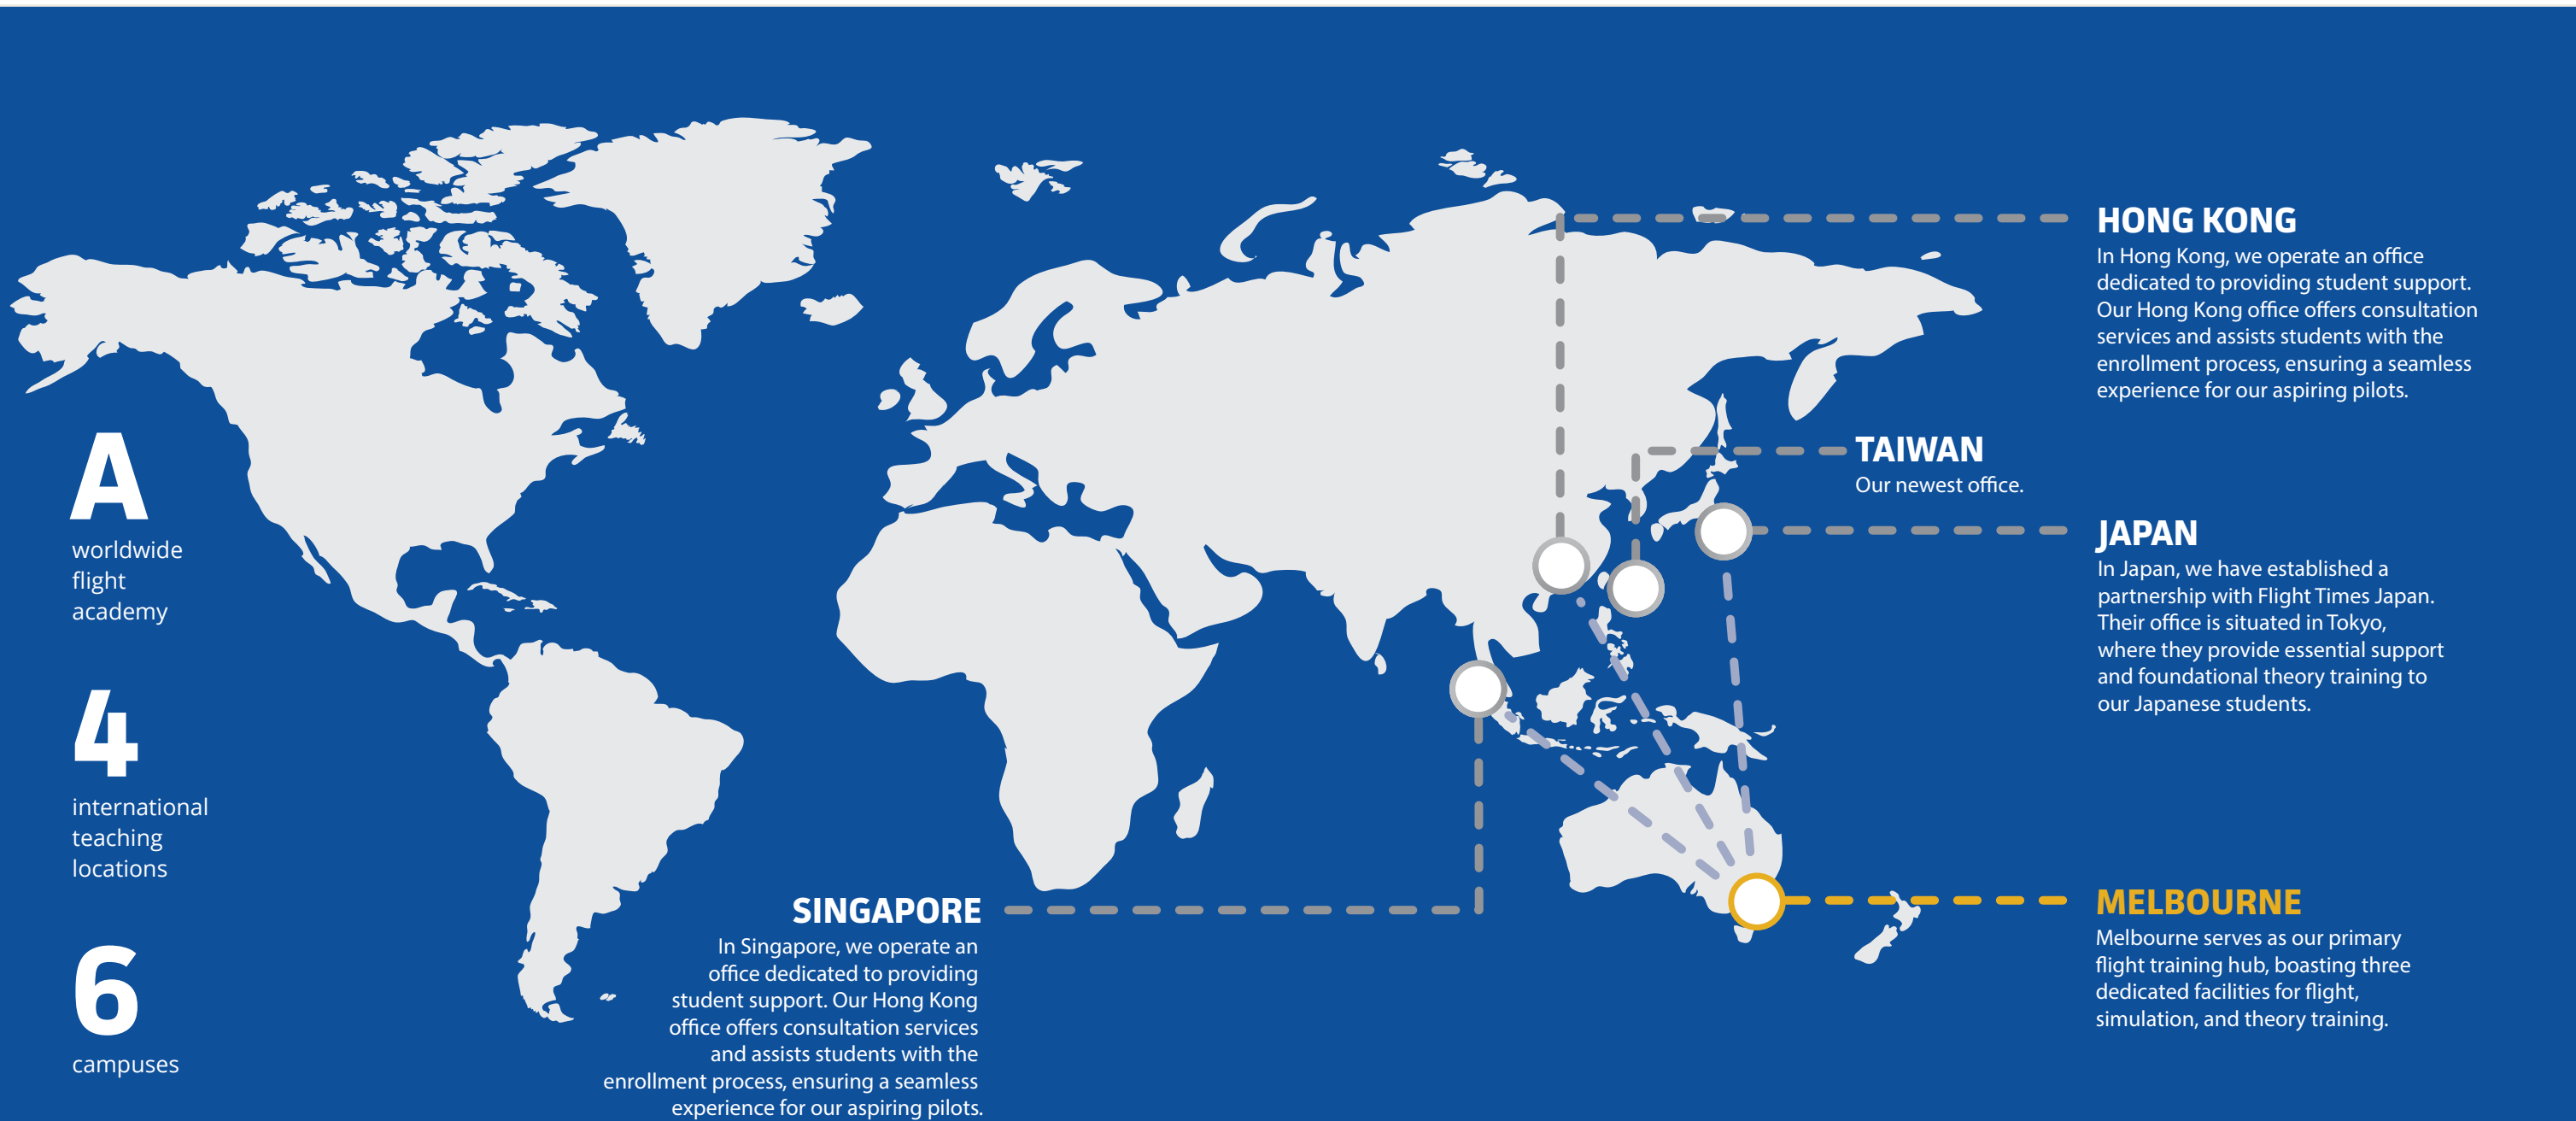 A
worldwide
flight
academy
4
international
teaching
locations
6
campuses
SINGAPORE
In Singapore, we operate an
office dedicated to providing
student support. Our Hong Kong
office offers consultation services
and assists students with the
enrollment process, ensuring a seamless
experience for our aspiring pilots.
HONG KONG
In Hong Kong, we operate an office
dedicated to providing student support.
Our Hong Kong office offers consultation
services and assists students with the
enrollment process, ensuring a seamless
experience for our aspiring pilots.
TAIWAN
Our newest office.
JAPAN
In Japan, we have established a
partnership with Flight Times Japan.
Their office is situated in Tokyo,
where they provide essential support
and foundational theory training to
our Japanese students.
MELBOURNE
Melbourne serves as our primary
flight training hub, boasting three
dedicated facilities for flight,
simulation, and theory training.